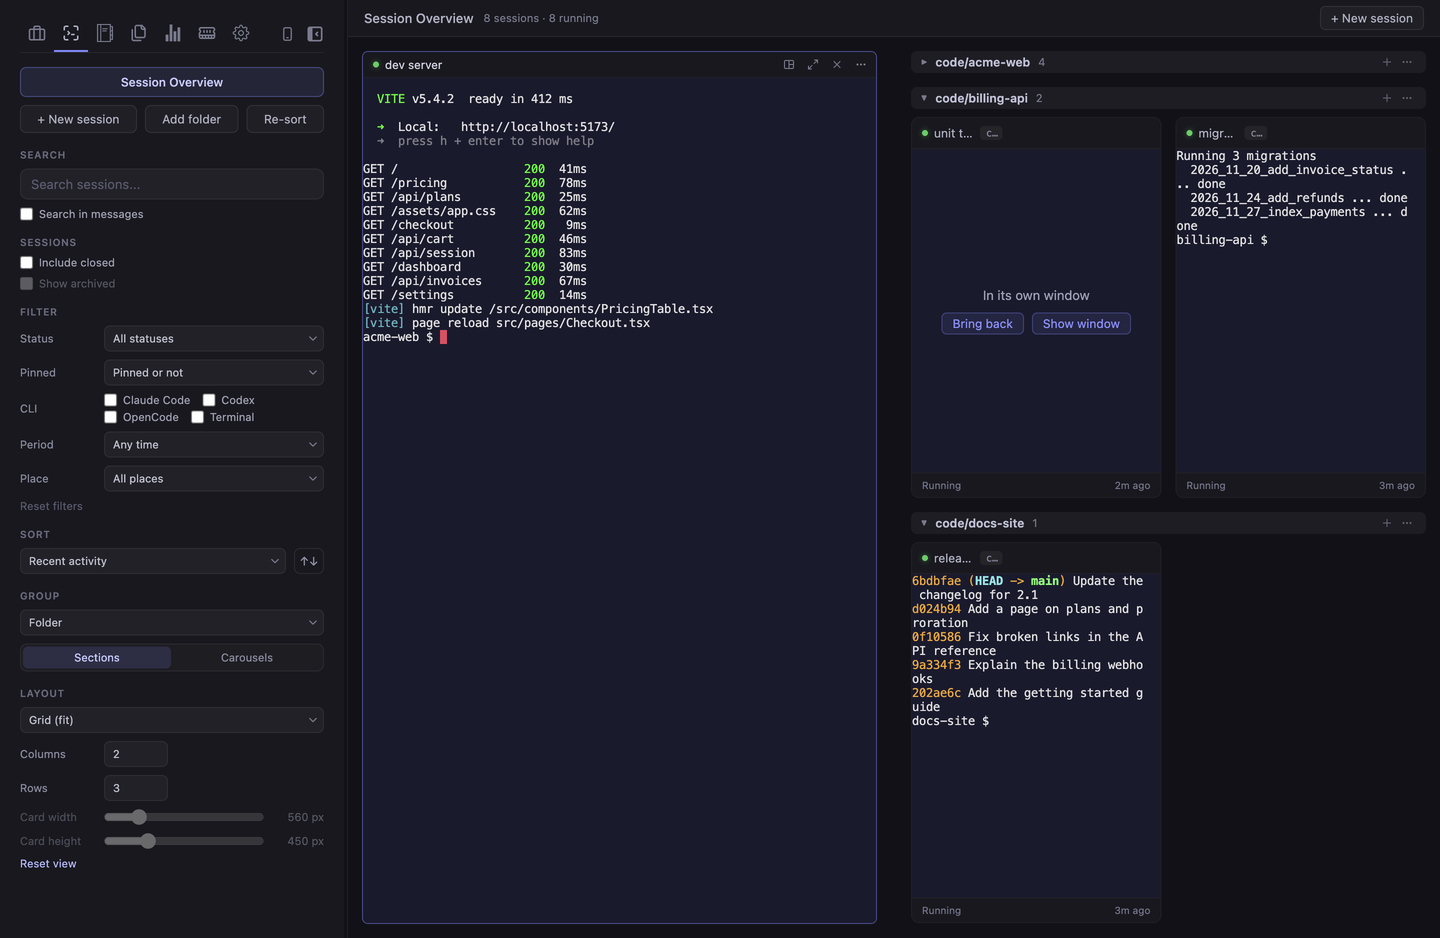 Session Overview
+ New session
Add folder
Re-sort
SEARCH
Search sessions...
Search in messages
SESSIONS
Include closed
Show archived
FILTER
Status
All statuses
Pinned
Pinned or not
CLI
Claude Code
Codex
OpenCode
Terminal
Period
Any time
Place
All places
Reset filters
SORT
Recent activity
GROUP
Folder
Sections
Carousels
LAYOUT
Grid (fit)
Columns
2
Rows
3
Card width
560 px
Card height
450 px
Reset view
Session Overview
8 sessions · 8 running
+ New session
dev server
VITE v5.4.2  ready in 412 ms
➜  Local:   http://localhost:5173/
➜  press h + enter to show help
GET /                  200  41ms
GET /pricing           200  78ms
GET /api/plans         200  25ms
GET /assets/app.css    200  62ms
GET /checkout          200   9ms
GET /api/cart          200  46ms
GET /api/session       200  83ms
GET /dashboard         200  30ms
GET /api/invoices      200  67ms
GET /settings          200  14ms
[vite] hmr update /src/components/PricingTable.tsx
[vite] page reload src/pages/Checkout.tsx
acme-web $
code/acme-web 4
code/billing-api 2
unit t...
C...
In its own window
Bring back
Show window
Running
2m ago
migr...
C...
Running 3 migrations
2026_11_20_add_invoice_status .
.. done
2026_11_24_add_refunds ... done
2026_11_27_index_payments ... d
one
billing-api $
Running
3m ago
code/docs-site 1
relea...
C...
6bdbfae (HEAD -> main) Update the
changelog for 2.1
d024b94 Add a page on plans and p
roration
0f10586 Fix broken links in the A
PI reference
9a334f3 Explain the billing webho
oks
202ae6c Add the getting started g
uide
docs-site $
Running
3m ago